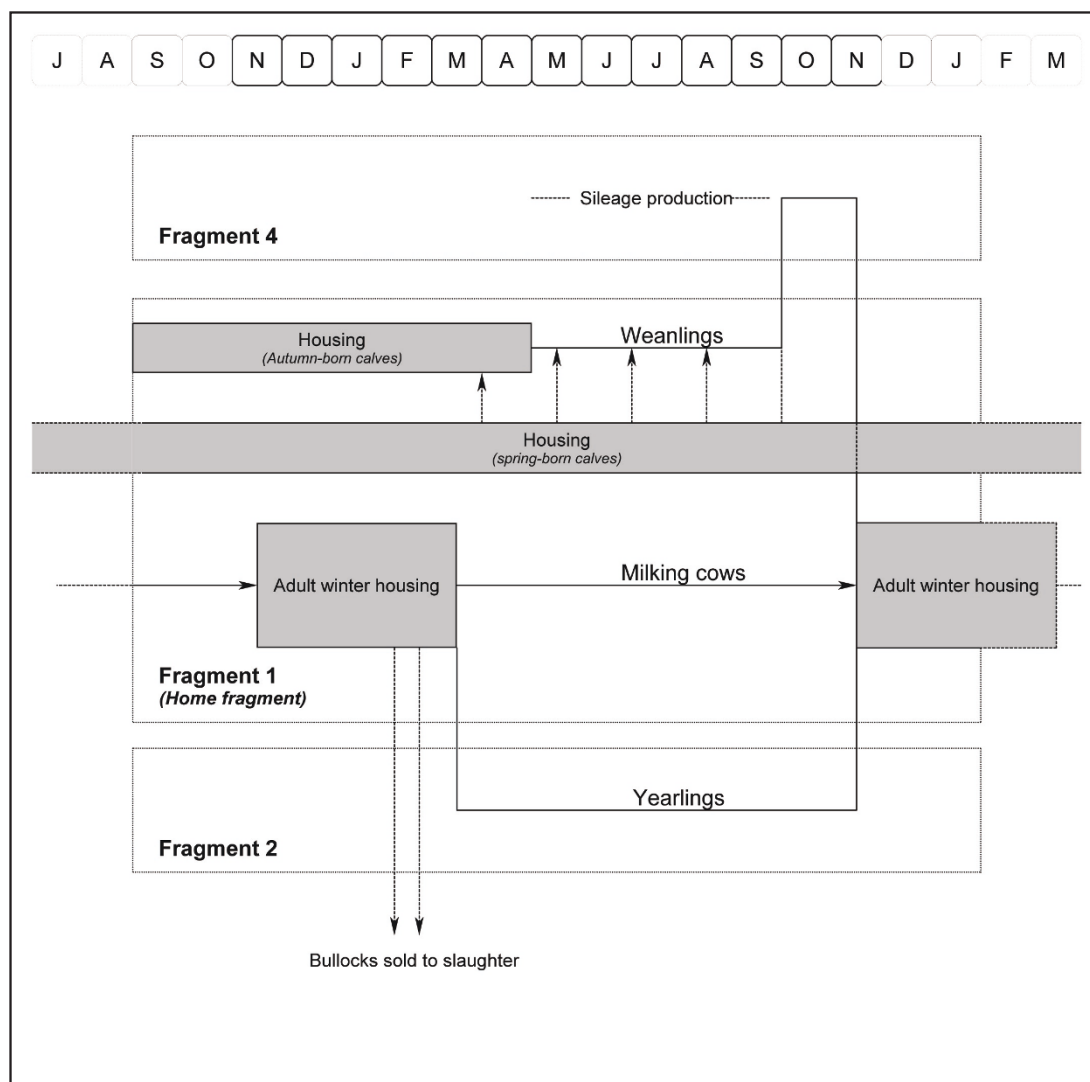 J A S O N D J F M A M J J A S O N D J F M
Sileage production
Fragment 4
Housing
(Autumn-born calves)
Weanlings
Housing
(spring-born calves)
Adult winter housing
Milking cows
Adult winter housing
Fragment 1
(Home fragment)
Yearlings
Fragment 2
Bullocks sold to slaughter